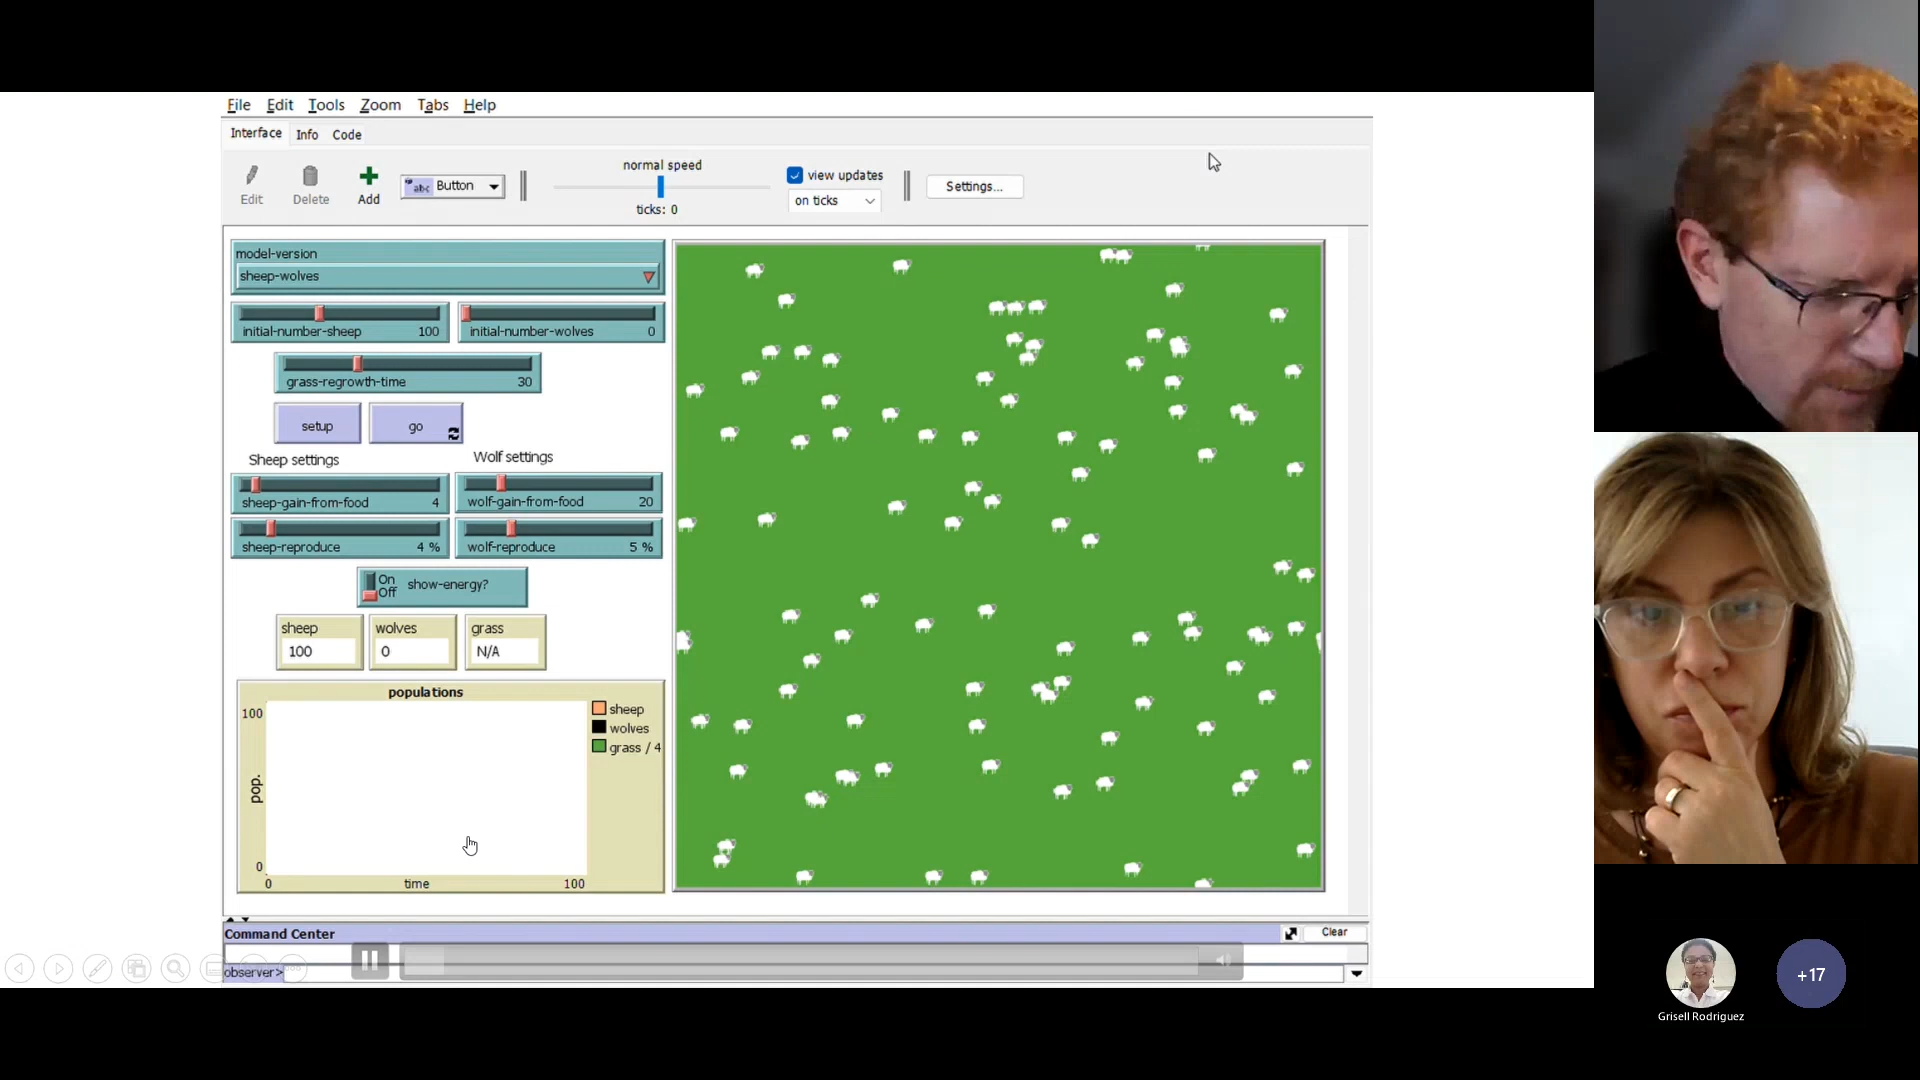 File Edit Tools Zoom Tabs Help
Interface Info Code
Edit
Delete
Add
abc Button
normal speed
ticks: 0
view updates
on ticks
Settings...
model-version
sheep-wolves
initial-number-sheep 100
initial-number-wolves 0
grass-regrowth-time 30
setup
go
Sheep settings
Wolf settings
sheep-gain-from-food 4
wolf-gain-from-food 20
sheep-reproduce 4 %
wolf-reproduce 5 %
On
Off
show-energy?
sheep
100
wolves
0
grass
N/A
populations
100
pop.
0
0
time
100
sheep
wolves
grass / 4
Command Center
Clear
observer>
Grisell Rodriguez
+17